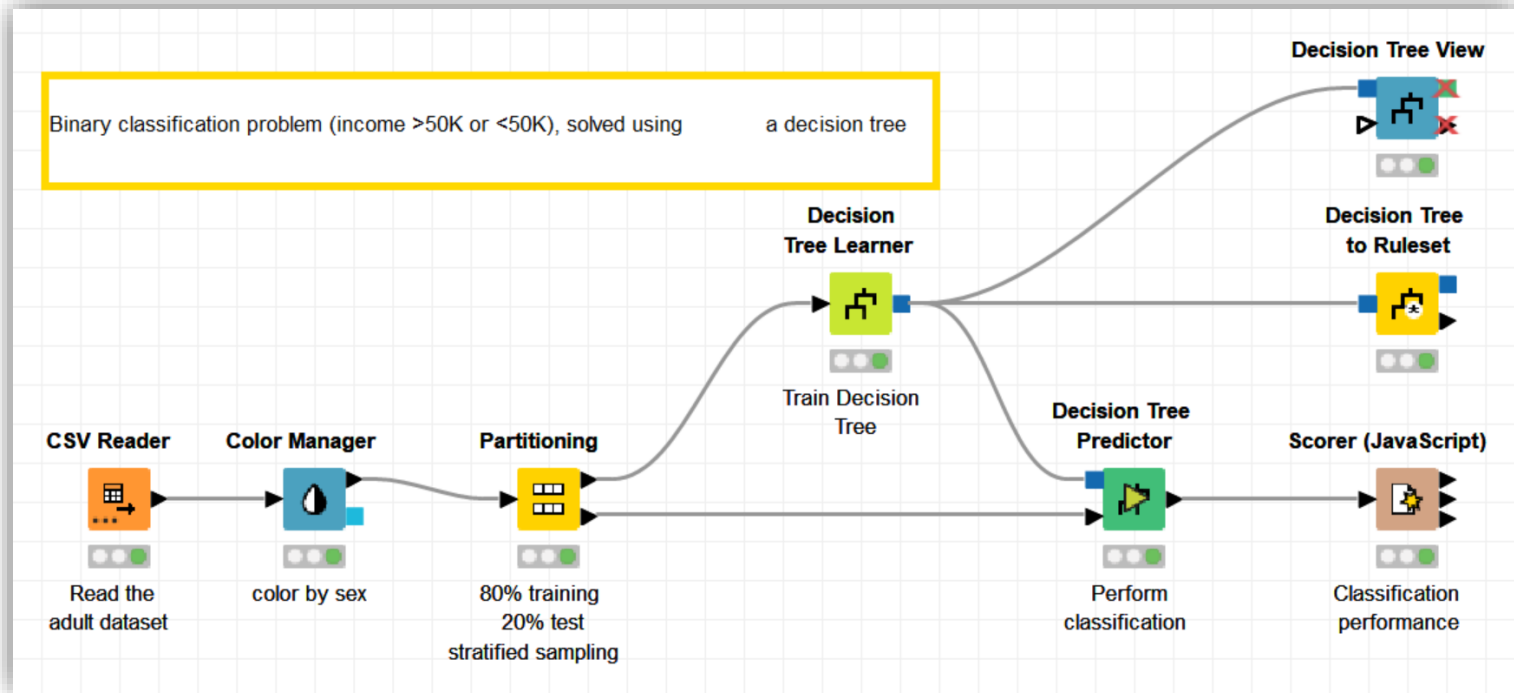 Decision Tree View
Binary classification problem (income >50K or <50K), solved using a decision tree
Decision
Tree Learner
Decision Tree
to Ruleset
Train Decision
Tree
Decision Tree
Predictor
CSV Reader
Color Manager
Partitioning
Scorer (JavaScript)
Read the
adult dataset
color by sex
80% training
20% test
stratified sampling
Perform
classification
Classification
performance